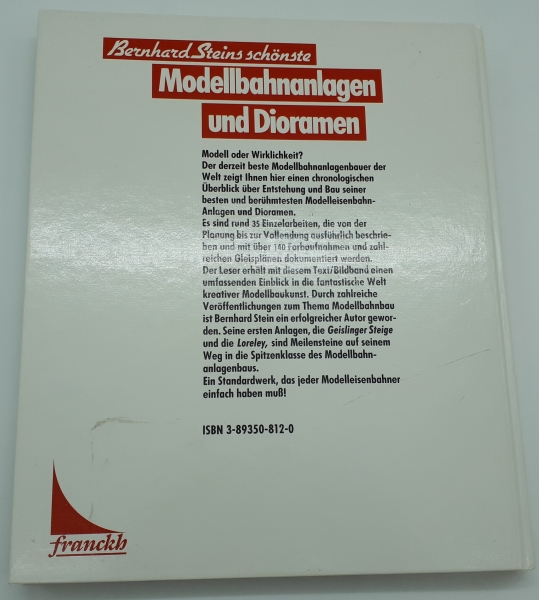 Bernhard Steins schönste
Modellbahnanlagen
und Dioramen
Modell oder Wirklichkeit?
Der derzeit beste Modellbahnanlagenbauer der
Welt zeigt Ihnen hier einen chronologischen
Überblick über Entstehung und Bau seiner
besten und berühmtesten Modelleisenbahn-
Anlagen und Dioramen.
Es sind rund 35 Einzelarbeiten, die von der
Planung bis zur Vollendung ausführlich beschrie-
ben und mit über 140 Farbaufnahmen und zahl-
reichen Gleisplänen dokumentiert werden.
Der Leser erhält mit diesem Text/Bildband einen
umfassenden Einblick in die fantastische Welt
kreativer Modellbaukunst. Durch zahlreiche
Veröffentlichungen zum Thema Modellbahnbau
ist Bernhard Stein ein erfolgreicher Autor gewor-
den. Seine ersten Anlagen, die Geislinger Steige
und die Loreley, sind Meilensteine auf seinem
Weg in die Spitzenklasse des Modellbahn-
anlagenbaus.
Ein Standardwerk, das jeder Modelleisenbahner
einfach haben muß!
ISBN 3-89350-812-0
franckh